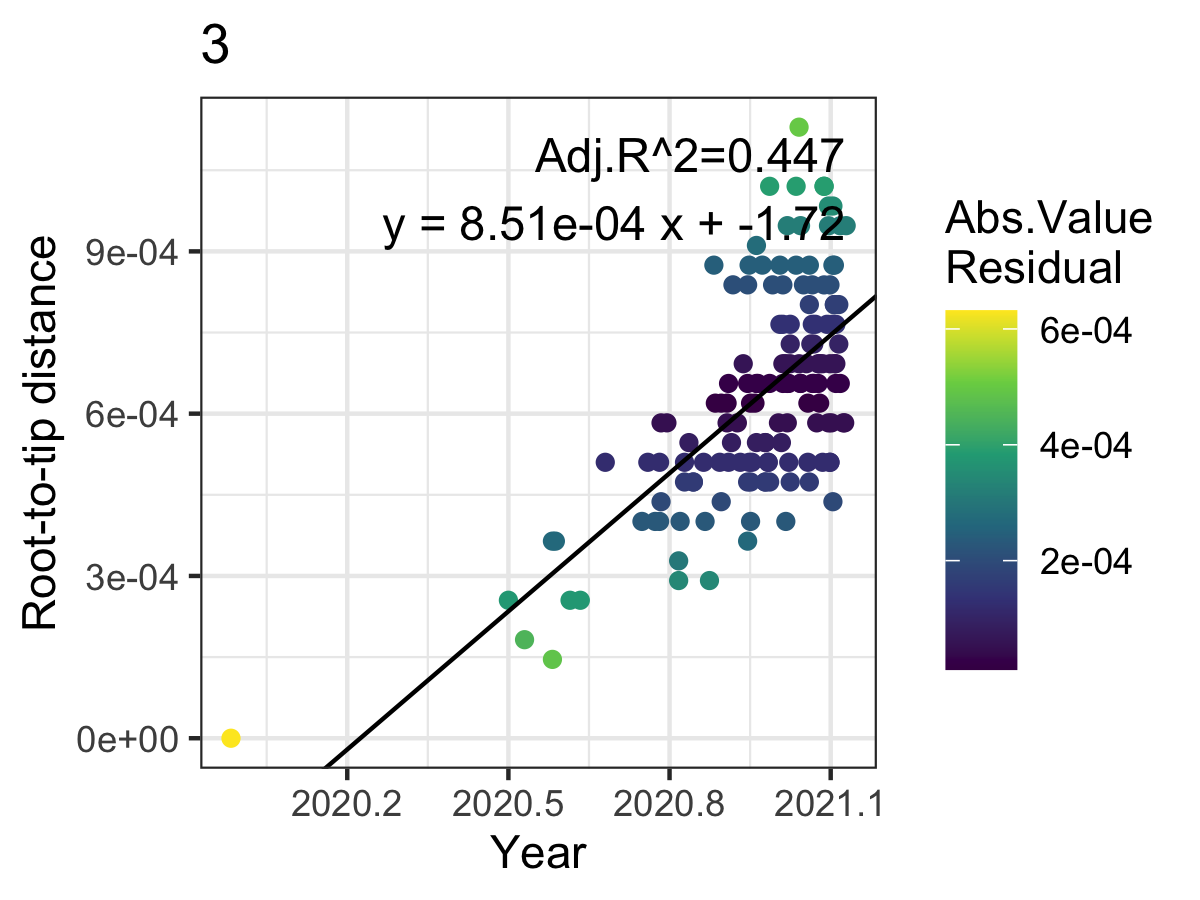 3
Adj.R^2=0.447
y = 8.51e-04 x + -1.72
Root-to-tip distance
9e-04
6e-04
3e-04
0e+00
2020.2 2020.5 2020.8 2021.1
Year
Abs.Value
Residual
6e-04
4e-04
2e-04